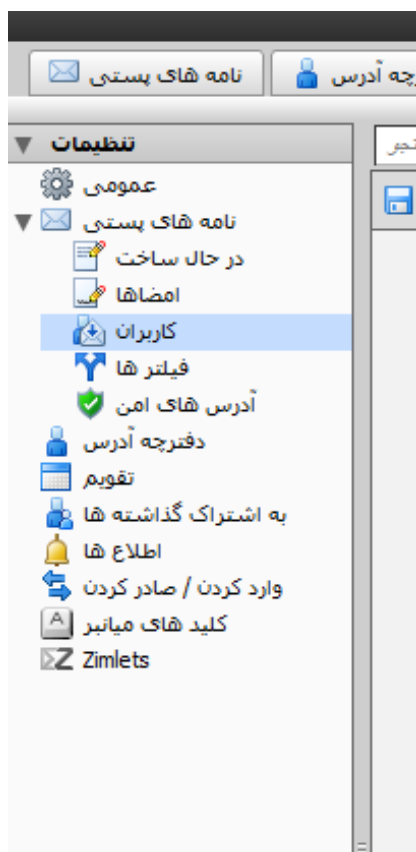 نامه های پستی
رچه آدرس
تنظیمات
عمومی
نامه های پستی
در حال ساخت
امضاها
کاربران
فیلتر ها
آدرس های امن
دفترچه آدرس
تقویم
به اشتراک گذاشته ها
اطلاع ها
وارد کردن / صادر کردن
کلید های میانبر
Zimlets